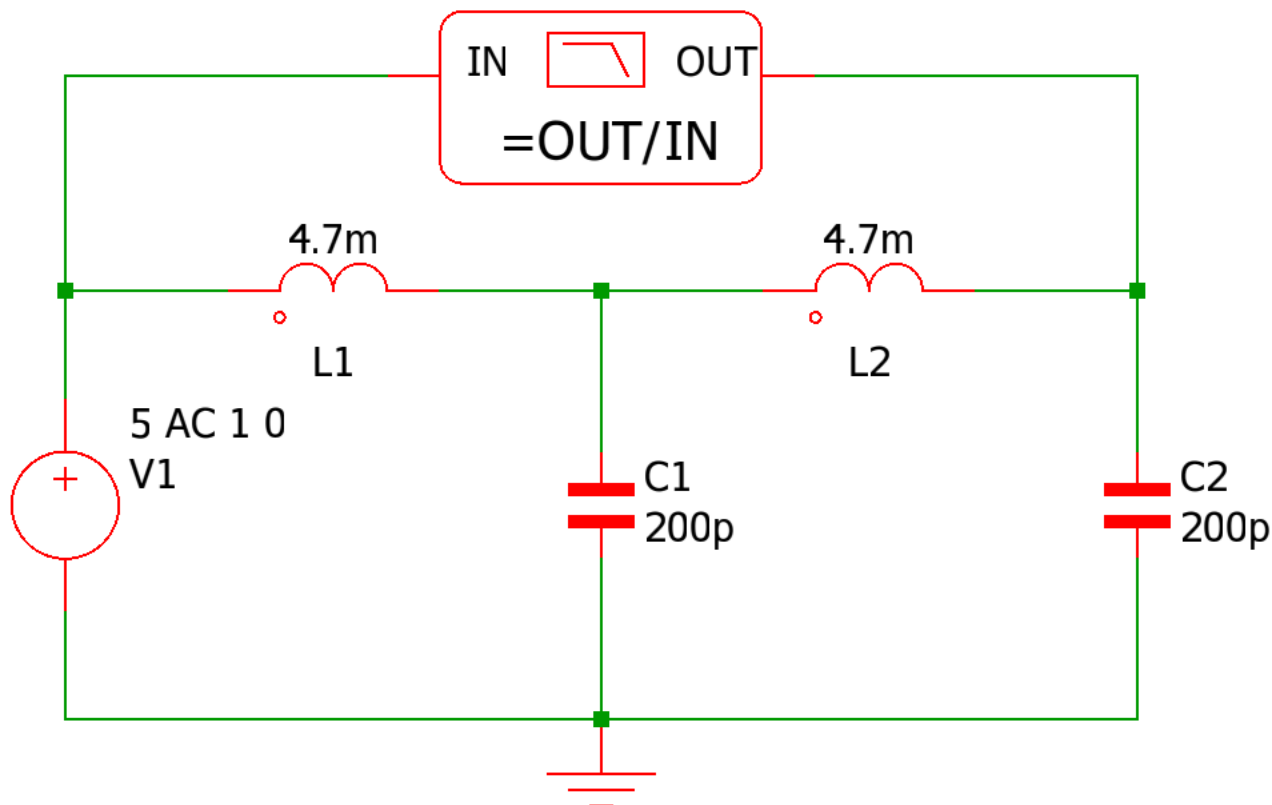 IN
OUT
=OUT/IN
4.7m
4.7m
L1
L2
5 AC 1 0
V1
+
C1
200p
C2
200p